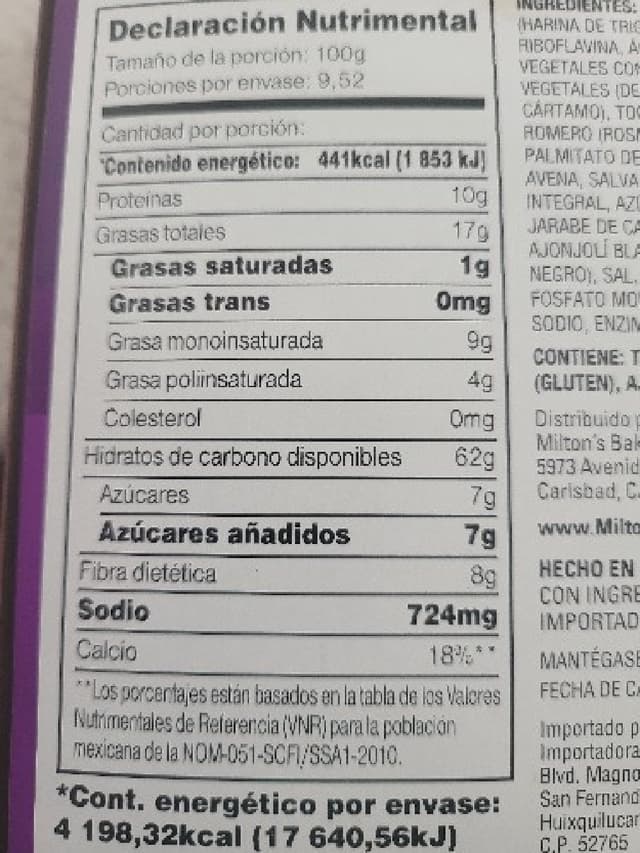 Declaración Nutrimental
Tamaño de la porción: 100g
Porciones por envase: 9,52
Cantidad por porción:
*Contenido energético: 441kcal (1 853 kJ)
Proteínas 10g
Grasas totales 17g
Grasas saturadas 1g
Grasas trans 0mg
Grasa monoinsaturada 9g
Grasa poliinsaturada 4g
Colesterol 0mg
Hidratos de carbono disponibles 62g
Azúcares 7g
Azúcares añadidos 7g
Fibra dietética 8g
Sodio 724mg
Calcio 18%**
**Los porcentajes están basados en la tabla de los Valores
Nutrimentales de Referencia (VNR) para la población
mexicana de la NOM-051-SCFI/SSA1-2010.
*Cont. energético por envase:
4 198,32kcal (17 640,56kJ)
INGREDIENTES:
(HARINA DE TRIG
RIBOFLAVINA, Á
VEGETALES CON
VEGETALES (DE
CÁRTAMO), TOC
ROMERO (ROSM
PALMITATO DE
AVENA, SALVA
INTEGRAL, AZÚ
JARABE DE CA
AJONJOLÍ BLA
NEGRO), SAL,
FOSFATO MO
SODIO, ENZIM
CONTIENE: T
(GLUTEN), A
Distribuido p
Milton's Bak
5973 Avenid
Carlsbad, C
www.Milto
HECHO EN
CON INGRE
IMPORTAD
MANTÉGASE
FECHA DE CA
Importado p
Importadora
Blvd. Magno
San Fernand
Huixquilucar
C.P. 52765